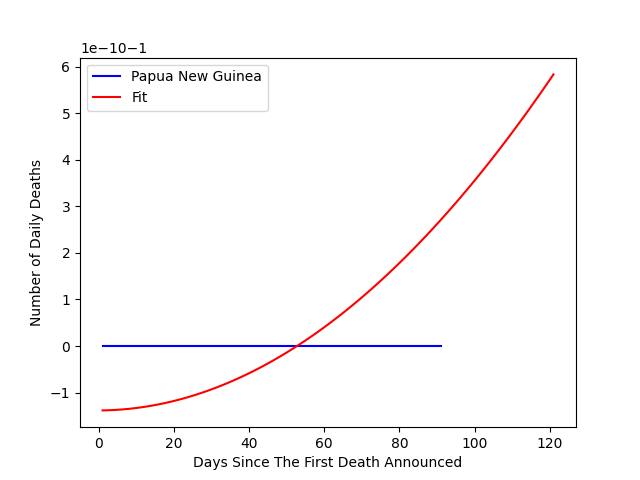 1e−10−1
Papua New Guinea
Fit
6
5
4
3
2
1
0
−1
Number of Daily Deaths
0 20 40 60 80 100 120
Days Since The First Death Announced